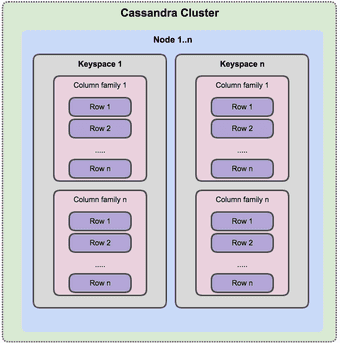 Cassandra Cluster
Node 1..n
Keyspace 1
Column family 1
Row 1
Row 2
.....
Row n
Column family n
Row 1
Row 2
.....
Row n
Keyspace n
Column family 1
Row 1
Row 2
.....
Row n
Column family n
Row 1
Row 2
.....
Row n